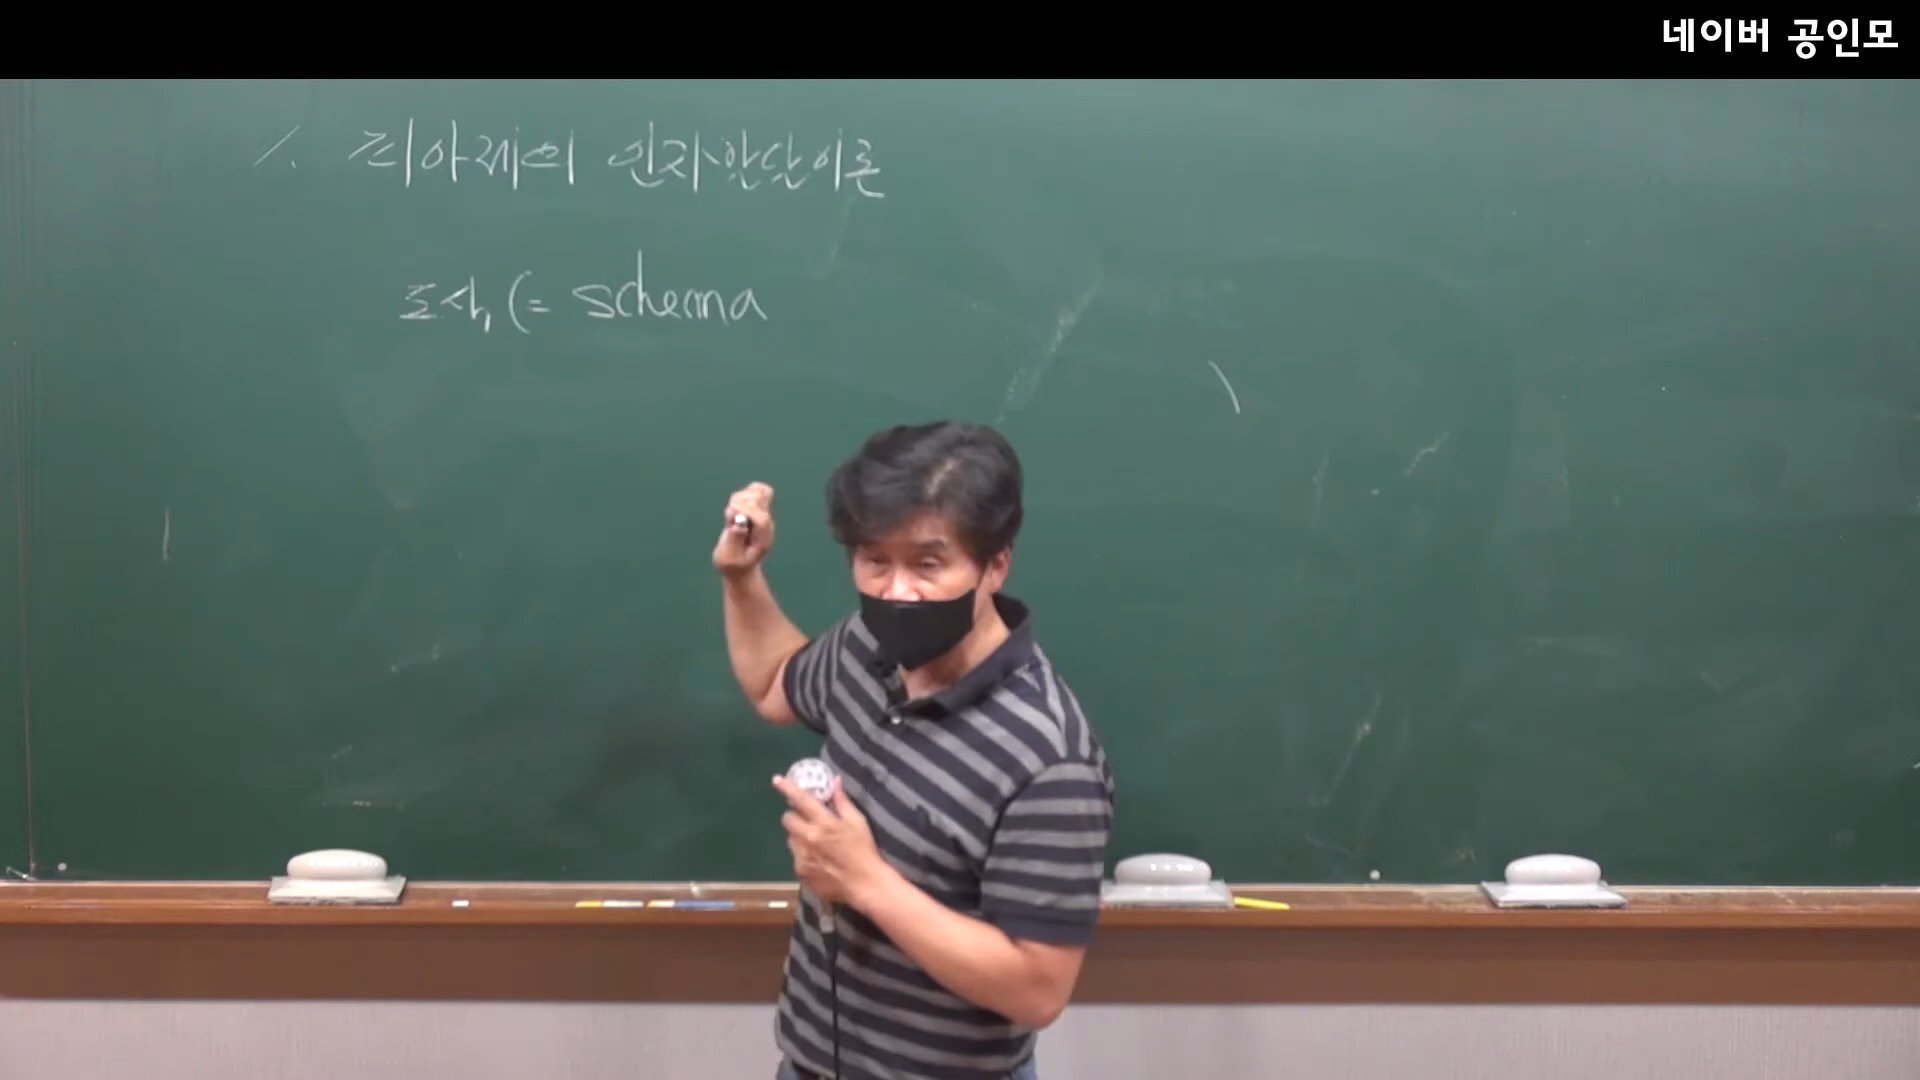 네이버 공인모
1. 피아제의 인지발달이론
도식 (= schema